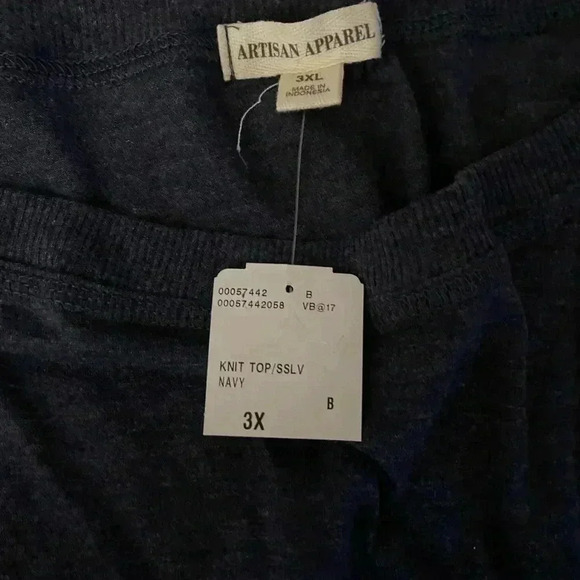 ARTISAN APPAREL
3XL
MADE IN
INDONESIA
00057442 B
00057442058 VB@17
KNIT TOP/SSLV
NAVY
B
3X